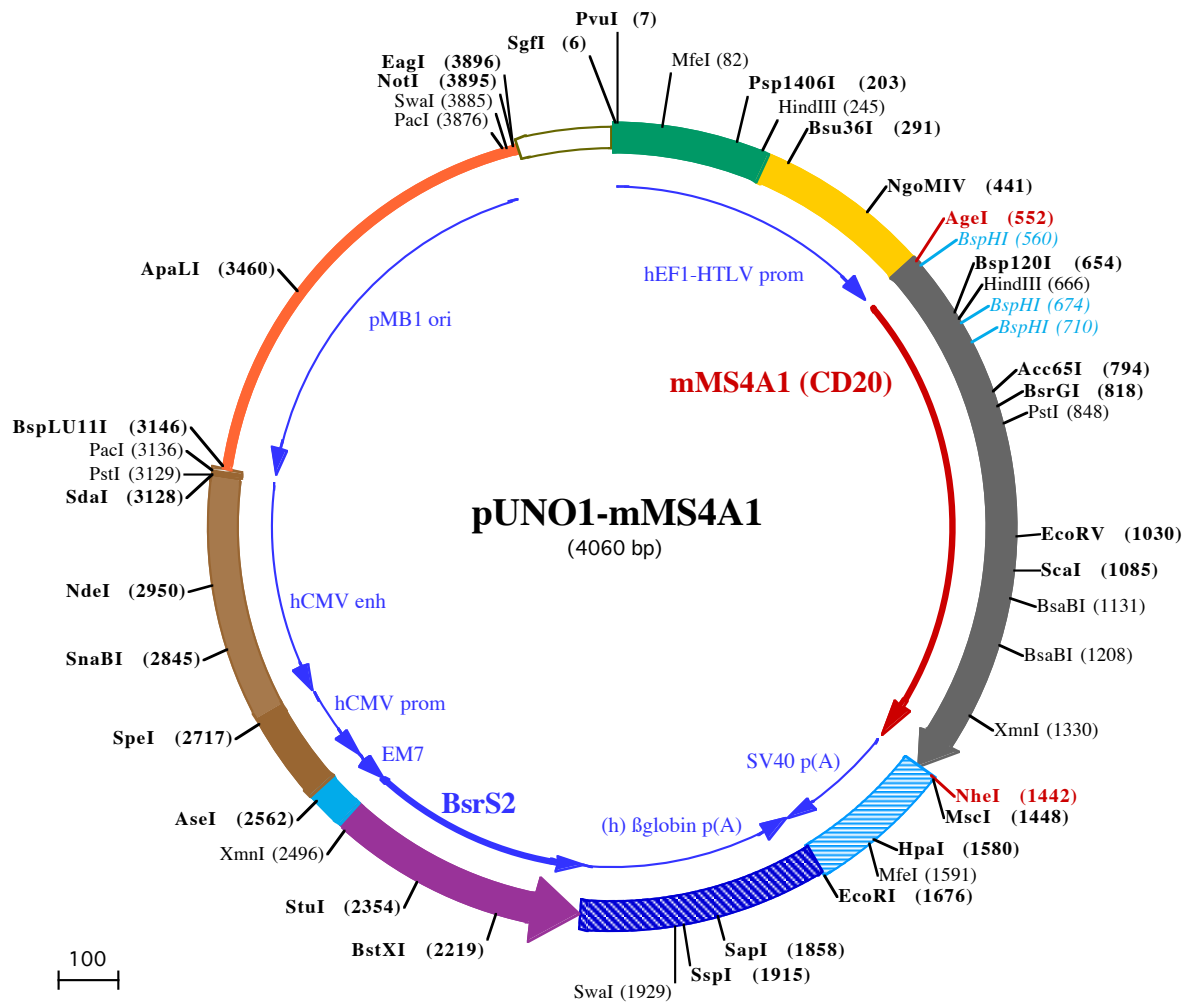 PvuI (7)
SgfI (6)
MfeI (82)
EagI (3896)
NotI (3895)
SwaI (3885)
PacI (3876)
Psp1406I (203)
HindIII (245)
Bsu36I (291)
NgoMIV (441)
AgeI (552)
BspHI (560)
Bsp120I (654)
HindIII (666)
BspHI (674)
BspHI (710)
Acc65I (794)
BsrGI (818)
PstI (848)
EcoRV (1030)
ScaI (1085)
BsaBI (1131)
BsaBI (1208)
XmnI (1330)
NheI (1442)
MscI (1448)
HpaI (1580)
MfeI (1591)
EcoRI (1676)
SapI (1858)
SspI (1915)
SwaI (1929)
BstXI (2219)
StuI (2354)
XmnI (2496)
AseI (2562)
SpeI (2717)
SnaBI (2845)
NdeI (2950)
SdaI (3128)
PstI (3129)
PacI (3136)
BspLU11I (3146)
ApaLI (3460)
hEF1-HTLV prom
pMB1 ori
mMS4A1 (CD20)
pUNO1-mMS4A1
(4060 bp)
hCMV enh
hCMV prom
EM7
BsrS2
SV40 p(A)
(h) ßglobin p(A)
100